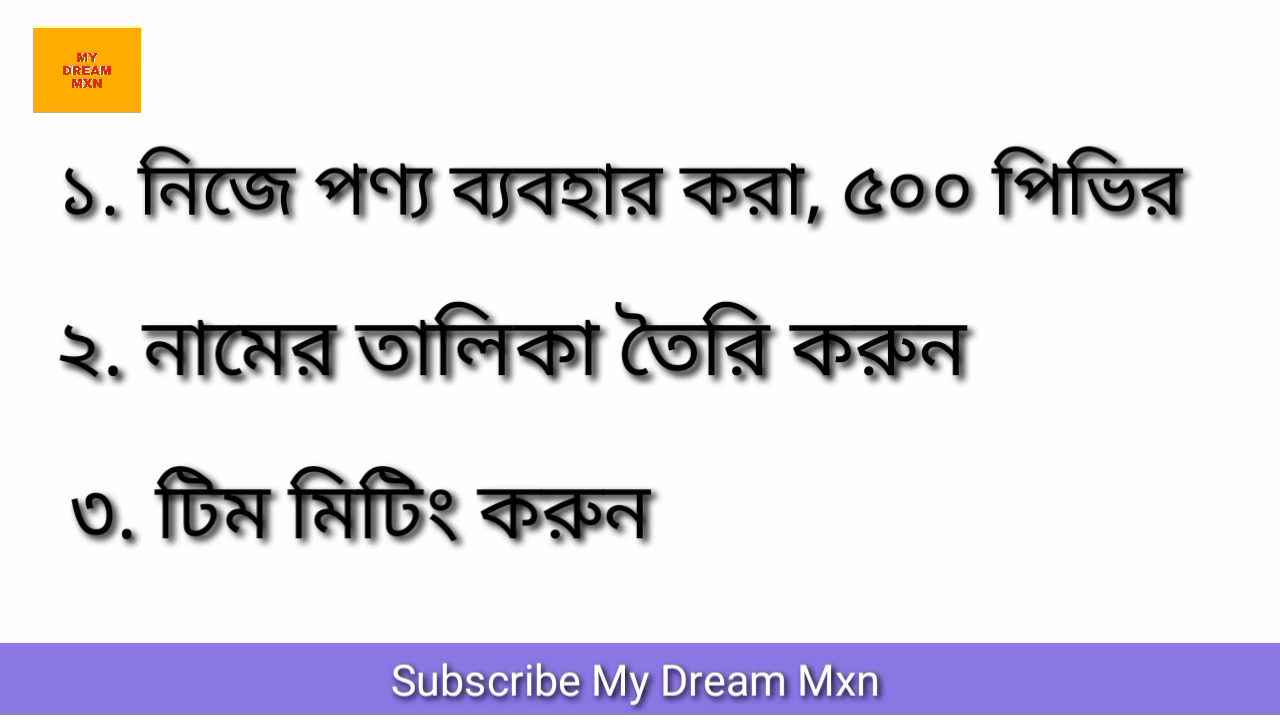 MY
DREAM
MXN
১. নিজে পণ্য ব্যবহার করা, ৫০০ পিভির
২. নামের তালিকা তৈরি করুন
৩. টিম মিটিং করুন
Subscribe My Dream Mxn